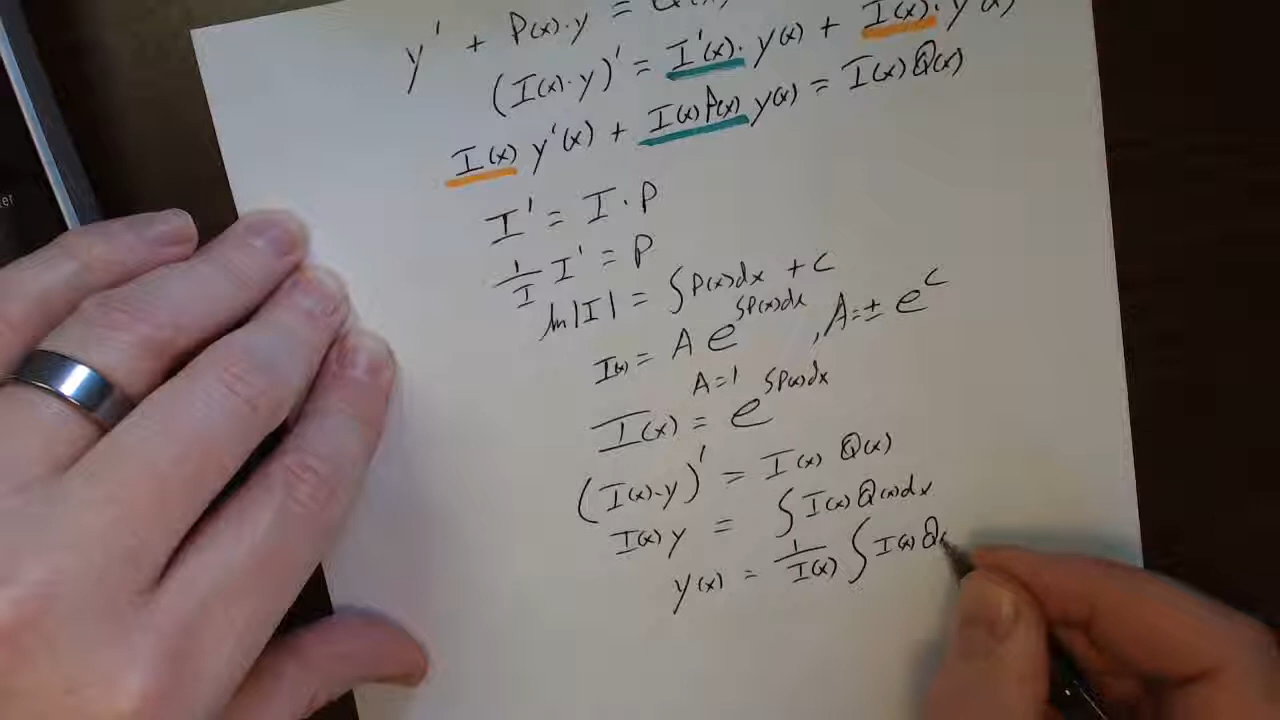 y' + P(x)·y =
(I(x)·y)' = I'(x)· y(x) + I(x)· y'(x)
I(x) y'(x) + I(x)P(x) y(x) = I(x) Q(x)
I' = I · P
1/I I' = P
ln|I| = ∫P(x)dx + C
I(x) = A e^∫P(x)dx , A = ± e^C
A=1
I(x) = e^∫P(x)dx
(I(x)·y)' = I(x) Q(x)
I(x) y = ∫ I(x) Q(x)dx
y(x) = 1/I(x) ∫ I(x) Q